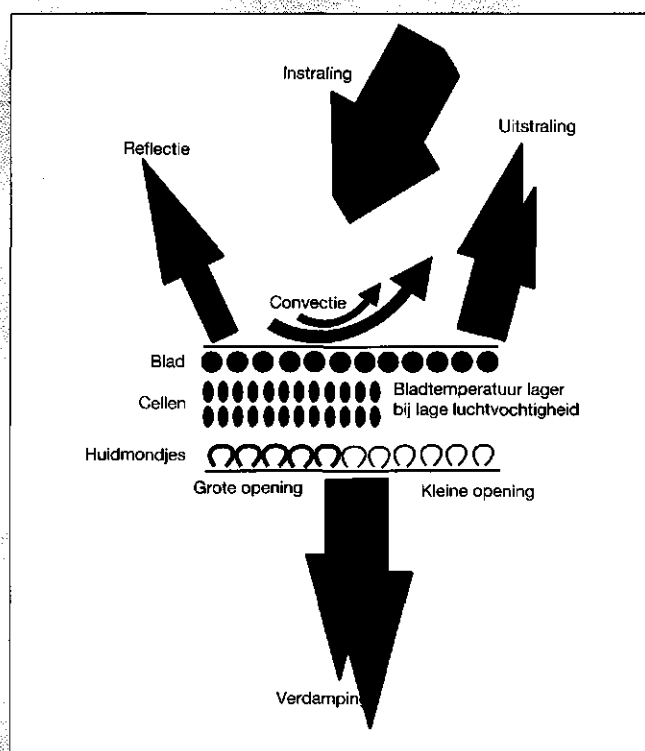 Instraling
Uitstraling
Reflectie
Convectie
Blad
Cellen
Bladtemperatuur lager
bij lage luchtvochtigheid
Huidmondjes
Grote opening
Kleine opening
Verdamping